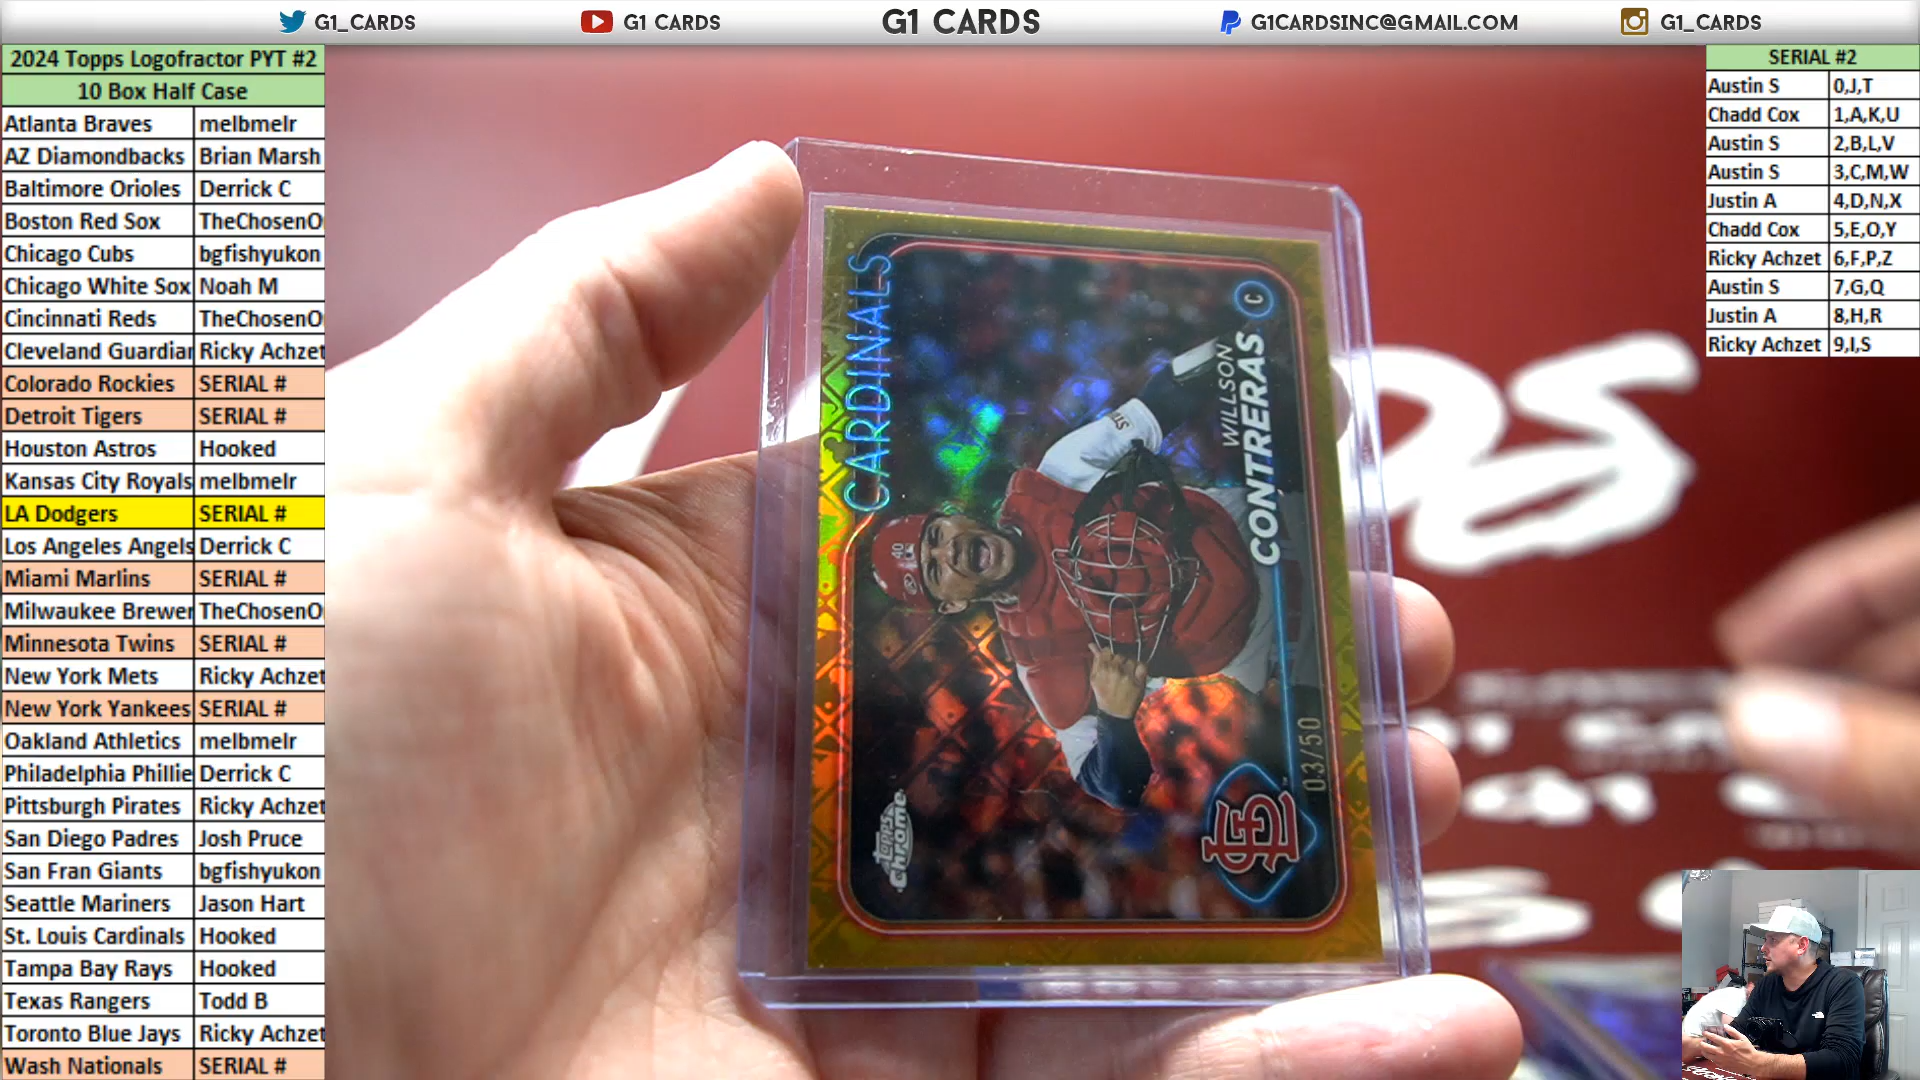 G1_CARDS
G1 CARDS
G1 CARDS
G1CARDSINC@GMAIL.COM
G1_CARDS
2024 Topps Logofractor PYT #2
10 Box Half Case
Atlanta Braves melbmelr
AZ Diamondbacks Brian Marsh
Baltimore Orioles Derrick C
Boston Red Sox TheChosenO
Chicago Cubs bgfishyukon
Chicago White Sox Noah M
Cincinnati Reds TheChosenO
Cleveland Guardian Ricky Achzet
Colorado Rockies SERIAL #
Detroit Tigers SERIAL #
Houston Astros Hooked
Kansas City Royals melbmelr
LA Dodgers SERIAL #
Los Angeles Angels Derrick C
Miami Marlins SERIAL #
Milwaukee Brewer TheChosenO
Minnesota Twins SERIAL #
New York Mets Ricky Achzet
New York Yankees SERIAL #
Oakland Athletics melbmelr
Philadelphia Phillie Derrick C
Pittsburgh Pirates Ricky Achzet
San Diego Padres Josh Pruce
San Fran Giants bgfishyukon
Seattle Mariners Jason Hart
St. Louis Cardinals Hooked
Tampa Bay Rays Hooked
Texas Rangers Todd B
Toronto Blue Jays Ricky Achzet
Wash Nationals SERIAL #
CARDINALS
C
WILLSON
CONTRERAS
40
03/50
topps
chrome
STL
SERIAL #2
Austin S 0,J,T
Chadd Cox 1,A,K,U
Austin S 2,B,L,V
Austin S 3,C,M,W
Justin A 4,D,N,X
Chadd Cox 5,E,O,Y
Ricky Achzet 6,F,P,Z
Austin S 7,G,Q
Justin A 8,H,R
Ricky Achzet 9,I,S